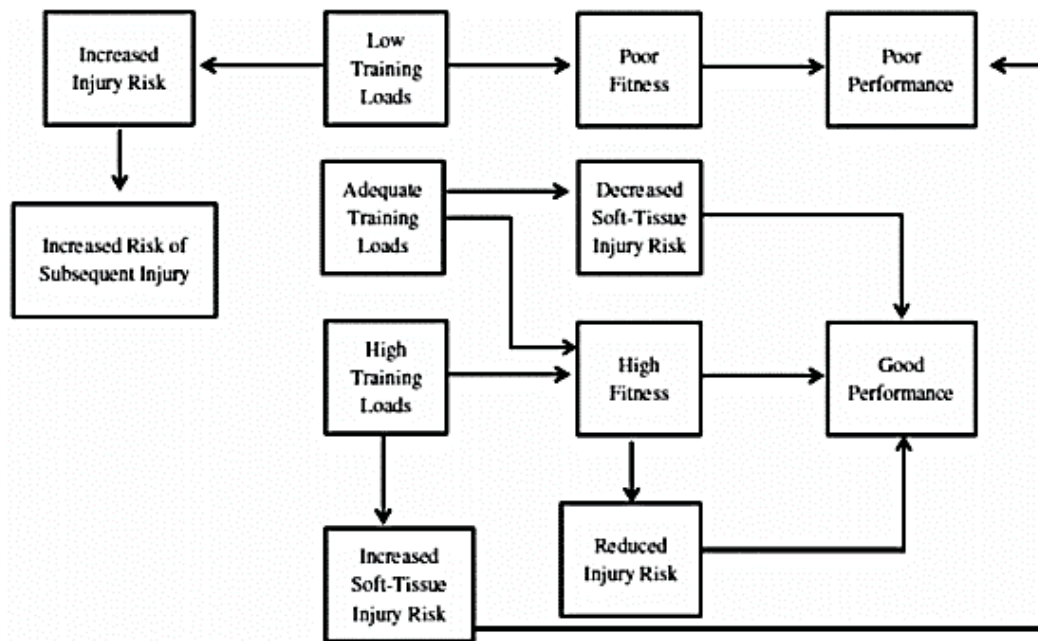 Increased
Injury Risk
Low
Training
Loads
Poor
Fitness
Poor
Performance
Increased Risk of
Subsequent Injury
Adequate
Training
Loads
Decreased
Soft-Tissue
Injury Risk
High
Training
Loads
High
Fitness
Good
Performance
Increased
Soft-Tissue
Injury Risk
Reduced
Injury Risk